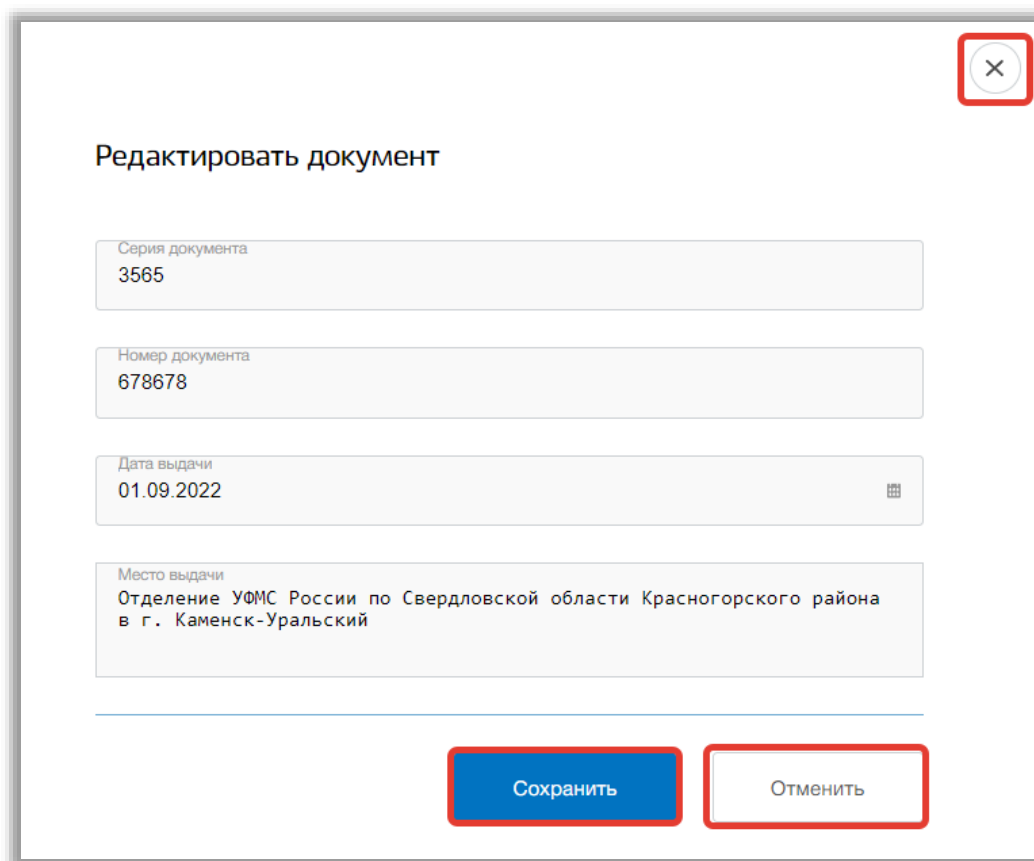 Редактировать документ
Серия документа
3565
Номер документа
678678
Дата выдачи
01.09.2022
Место выдачи
Отделение УФМС России по Свердловской области Красногорского района
в г. Каменск-Уральский
Сохранить
Отменить